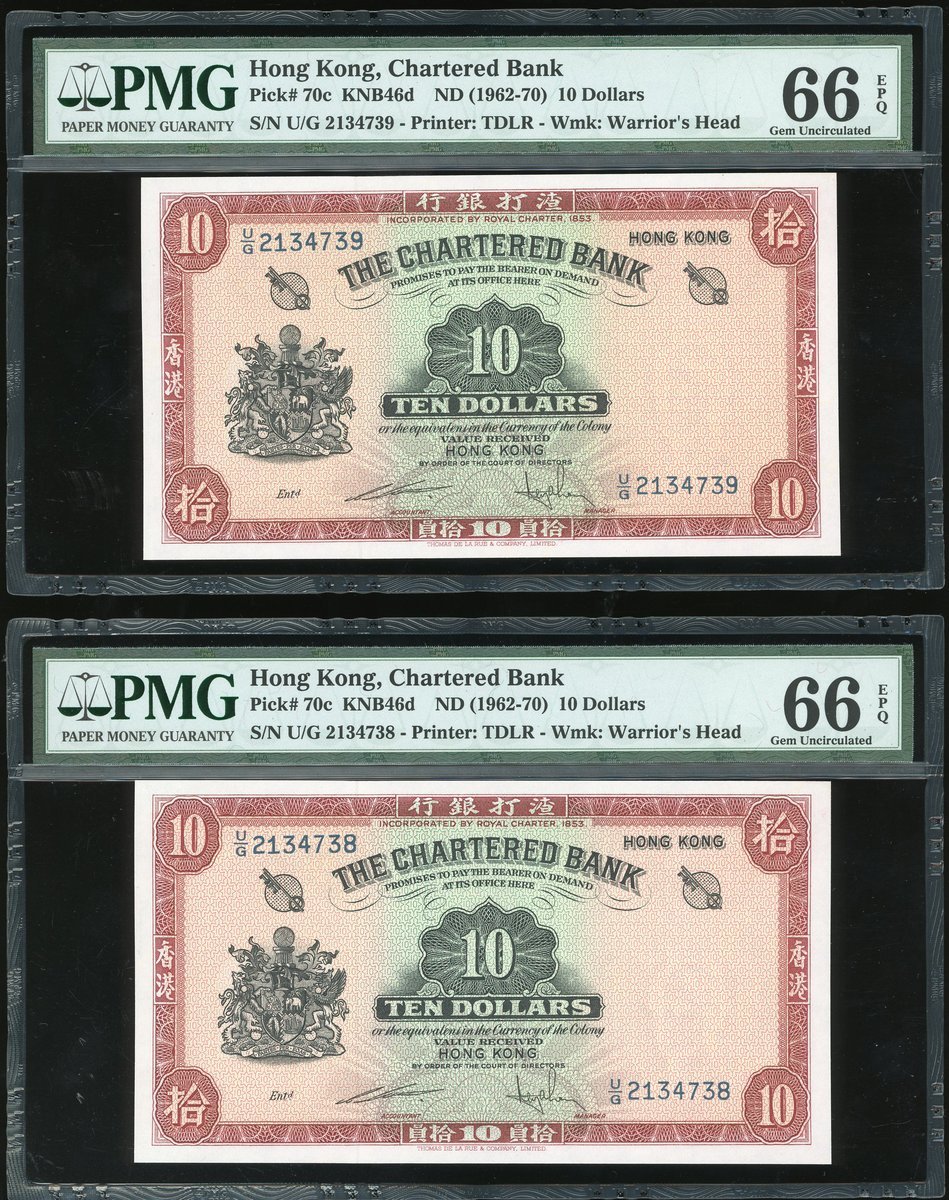 PMG
PAPER MONEY GUARANTY
Hong Kong, Chartered Bank
Pick# 70c KNB46d ND (1962-70) 10 Dollars
S/N U/G 2134739 - Printer: TDLR - Wmk: Warrior's Head
66 EPQ
Gem Uncirculated
行銀打渣
INCORPORATED BY ROYAL CHARTER, 1853.
10
U/G 2134739
HONG KONG
拾
THE CHARTERED BANK
PROMISES TO PAY THE BEARER ON DEMAND
AT ITS OFFICE HERE
10
香港
香港
TEN DOLLARS
or the equivalent in the Currency of the Colony
VALUE RECEIVED
HONG KONG
BY ORDER OF THE COURT OF DIRECTORS
拾
Entd
U/G 2134739
10
ACCOUNTANT
MANAGER
員拾 10 員拾
THOMAS DE LA RUE & COMPANY, LIMITED.
PMG
PAPER MONEY GUARANTY
Hong Kong, Chartered Bank
Pick# 70c KNB46d ND (1962-70) 10 Dollars
S/N U/G 2134738 - Printer: TDLR - Wmk: Warrior's Head
66 EPQ
Gem Uncirculated
行銀打渣
INCORPORATED BY ROYAL CHARTER, 1853.
10
U/G 2134738
HONG KONG
拾
THE CHARTERED BANK
PROMISES TO PAY THE BEARER ON DEMAND
AT ITS OFFICE HERE
10
香港
香港
TEN DOLLARS
or the equivalent in the Currency of the Colony
VALUE RECEIVED
HONG KONG
BY ORDER OF THE COURT OF DIRECTORS
拾
Entd
U/G 2134738
10
ACCOUNTANT
MANAGER
員拾 10 員拾
THOMAS DE LA RUE & COMPANY, LIMITED.